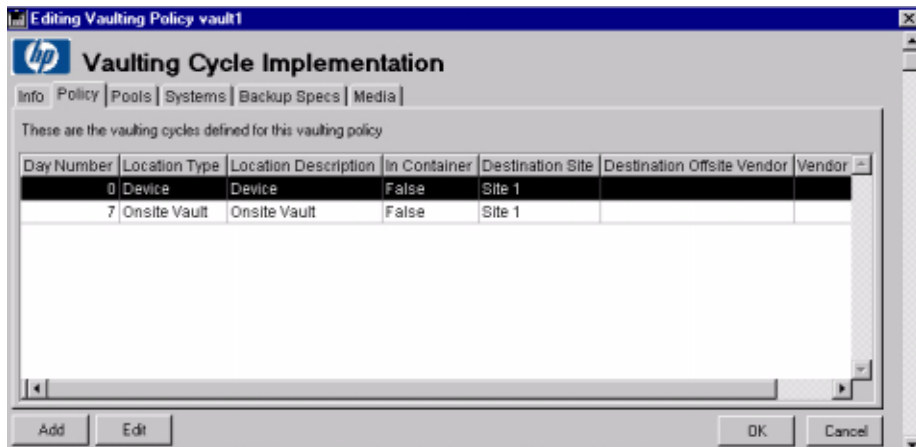 Editing Vaulting Policy vault1
hp Vaulting Cycle Implementation
Info Policy Pools Systems Backup Specs Media
These are the vaulting cycles defined for this vaulting policy
Day Number Location Type Location Description In Container Destination Site Destination Offsite Vendor Vendor
0 Device Device False Site 1
7 Onsite Vault Onsite Vault False Site 1
Add Edit OK Cancel